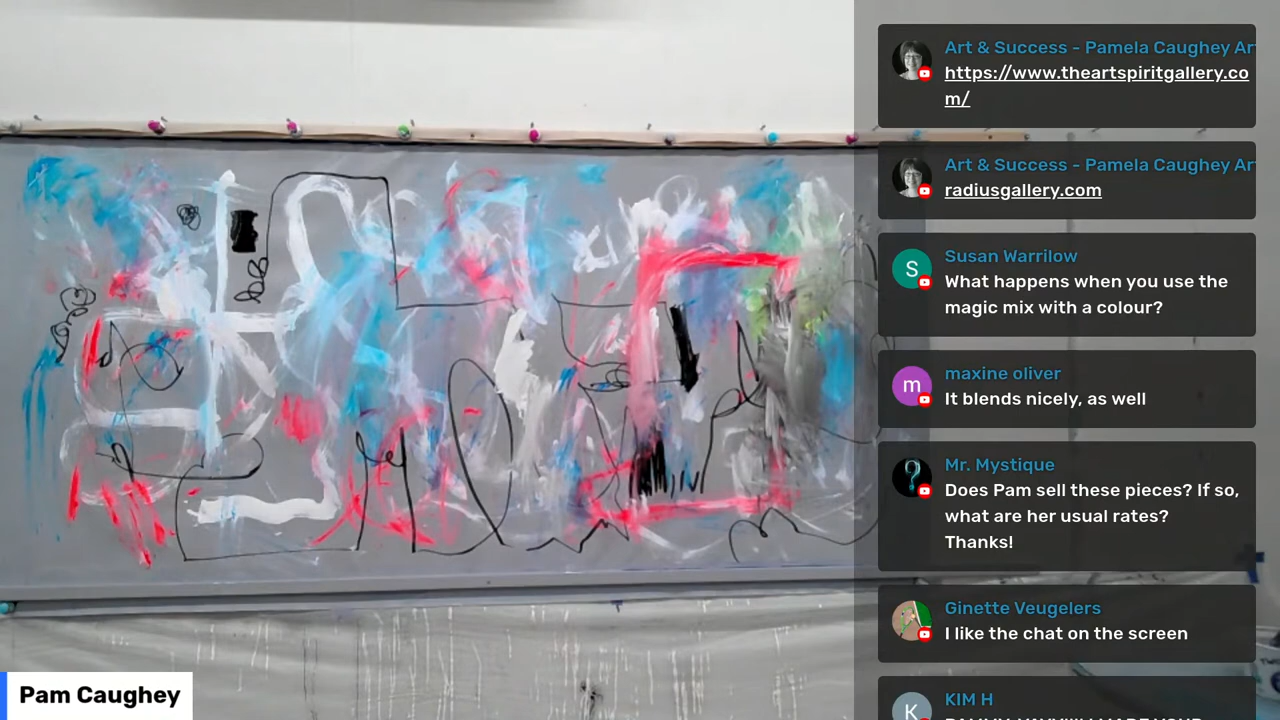 Art & Success - Pamela Caughey Ar
https://www.theartspiritgallery.co
m/
Art & Success - Pamela Caughey Ar
radiusgallery.com
S
Susan Warrilow
What happens when you use the
magic mix with a colour?
m
maxine oliver
It blends nicely, as well
?
Mr. Mystique
Does Pam sell these pieces? If so,
what are her usual rates?
Thanks!
Ginette Veugelers
I like the chat on the screen
K
KIM H
Pam Caughey